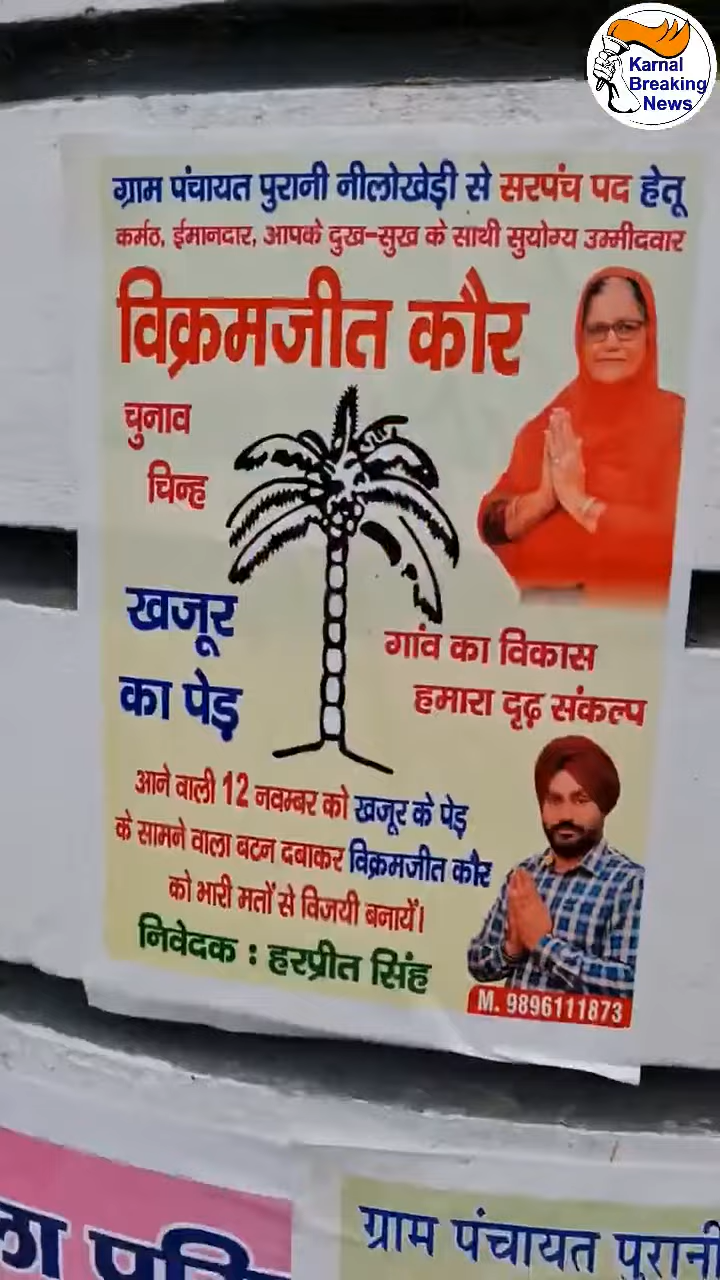 Karnal
Breaking
News
ग्राम पंचायत पुरानी नीलोखेड़ी से सरपंच पद हेतू
कर्मठ, ईमानदार, आपके दुख-सुख के साथी सुयोग्य उम्मीदवार
विक्रमजीत कौर
चुनाव
चिन्ह
खजूर
का पेड़
गांव का विकास
हमारा दृढ़ संकल्प
आने वाली 12 नवम्बर को खजूर के पेड़
के सामने वाला बटन दबाकर विक्रमजीत कौर
को भारी मतों से विजयी बनायें।
निवेदक : हरप्रीत सिंह
M. 9896111873
ग्राम पंचायत पुरानी